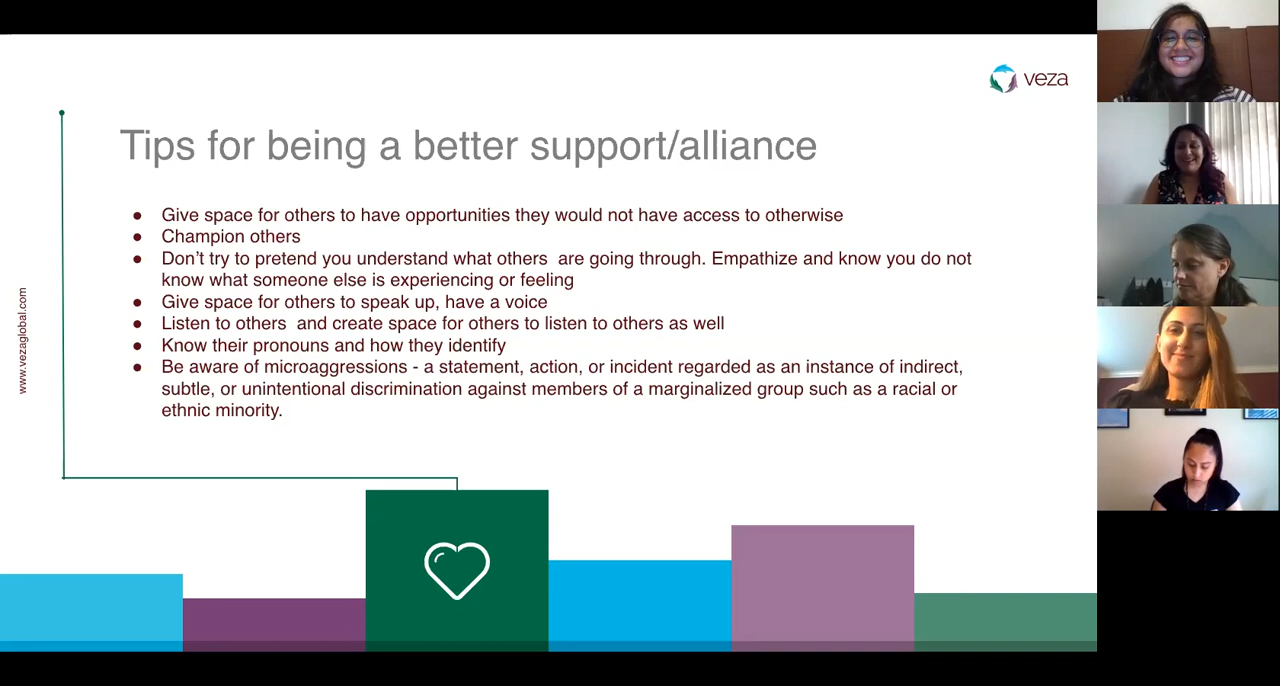 veza
Tips for being a better support/alliance
● Give space for others to have opportunities they would not have access to otherwise
● Champion others
● Don't try to pretend you understand what others  are going through. Empathize and know you do not
know what someone else is experiencing or feeling
● Give space for others to speak up, have a voice
● Listen to others  and create space for others to listen to others as well
● Know their pronouns and how they identify
● Be aware of microaggressions - a statement, action, or incident regarded as an instance of indirect,
subtle, or unintentional discrimination against members of a marginalized group such as a racial or
ethnic minority.
www.vezaglobal.com